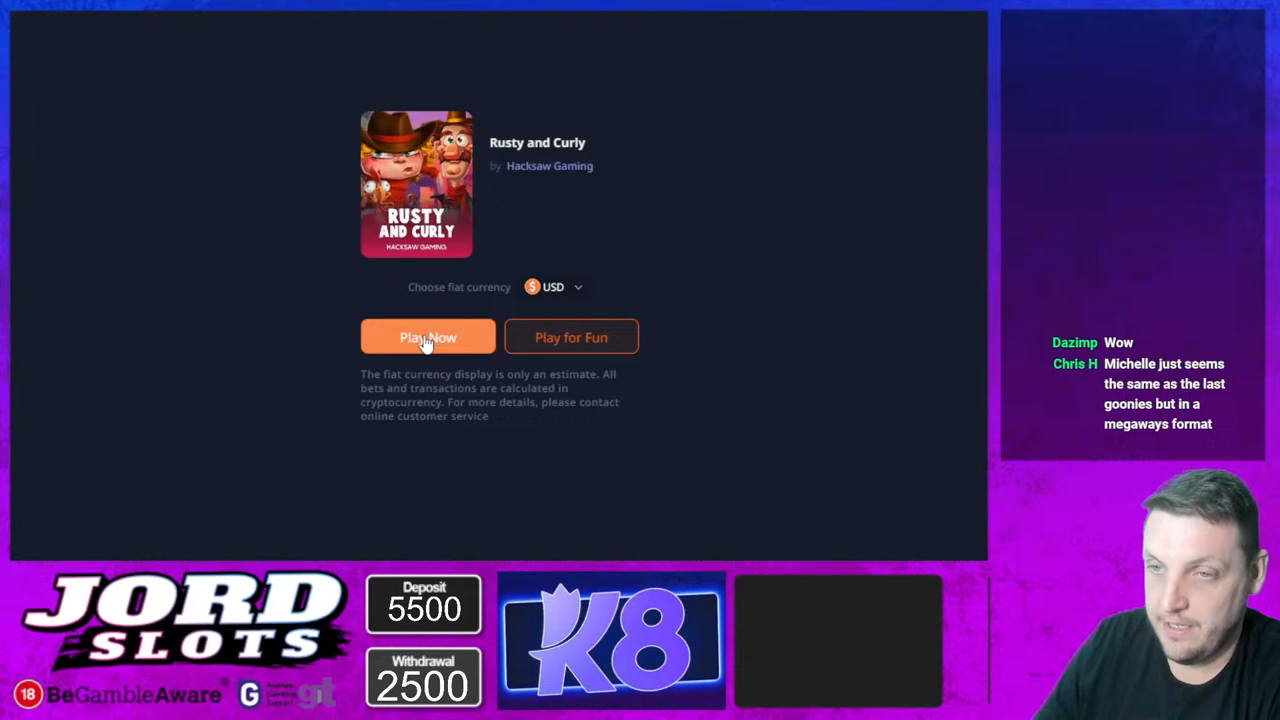 Rusty and Curly
by Hacksaw Gaming
RUSTY
AND CURLY
HACKSAW GAMING
Choose fiat currency $ USD
Play Now
Play for Fun
The fiat currency display is only an estimate. All
bets and transactions are calculated in
cryptocurrency. For more details, please contact
online customer service
Dazimp Wow
Chris H Michelle just seems
the same as the last
goonies but in a
megaways format
JORD
SLOTS
Deposit
5500
Withdrawal
2500
K8
18 BeGambleAware
G